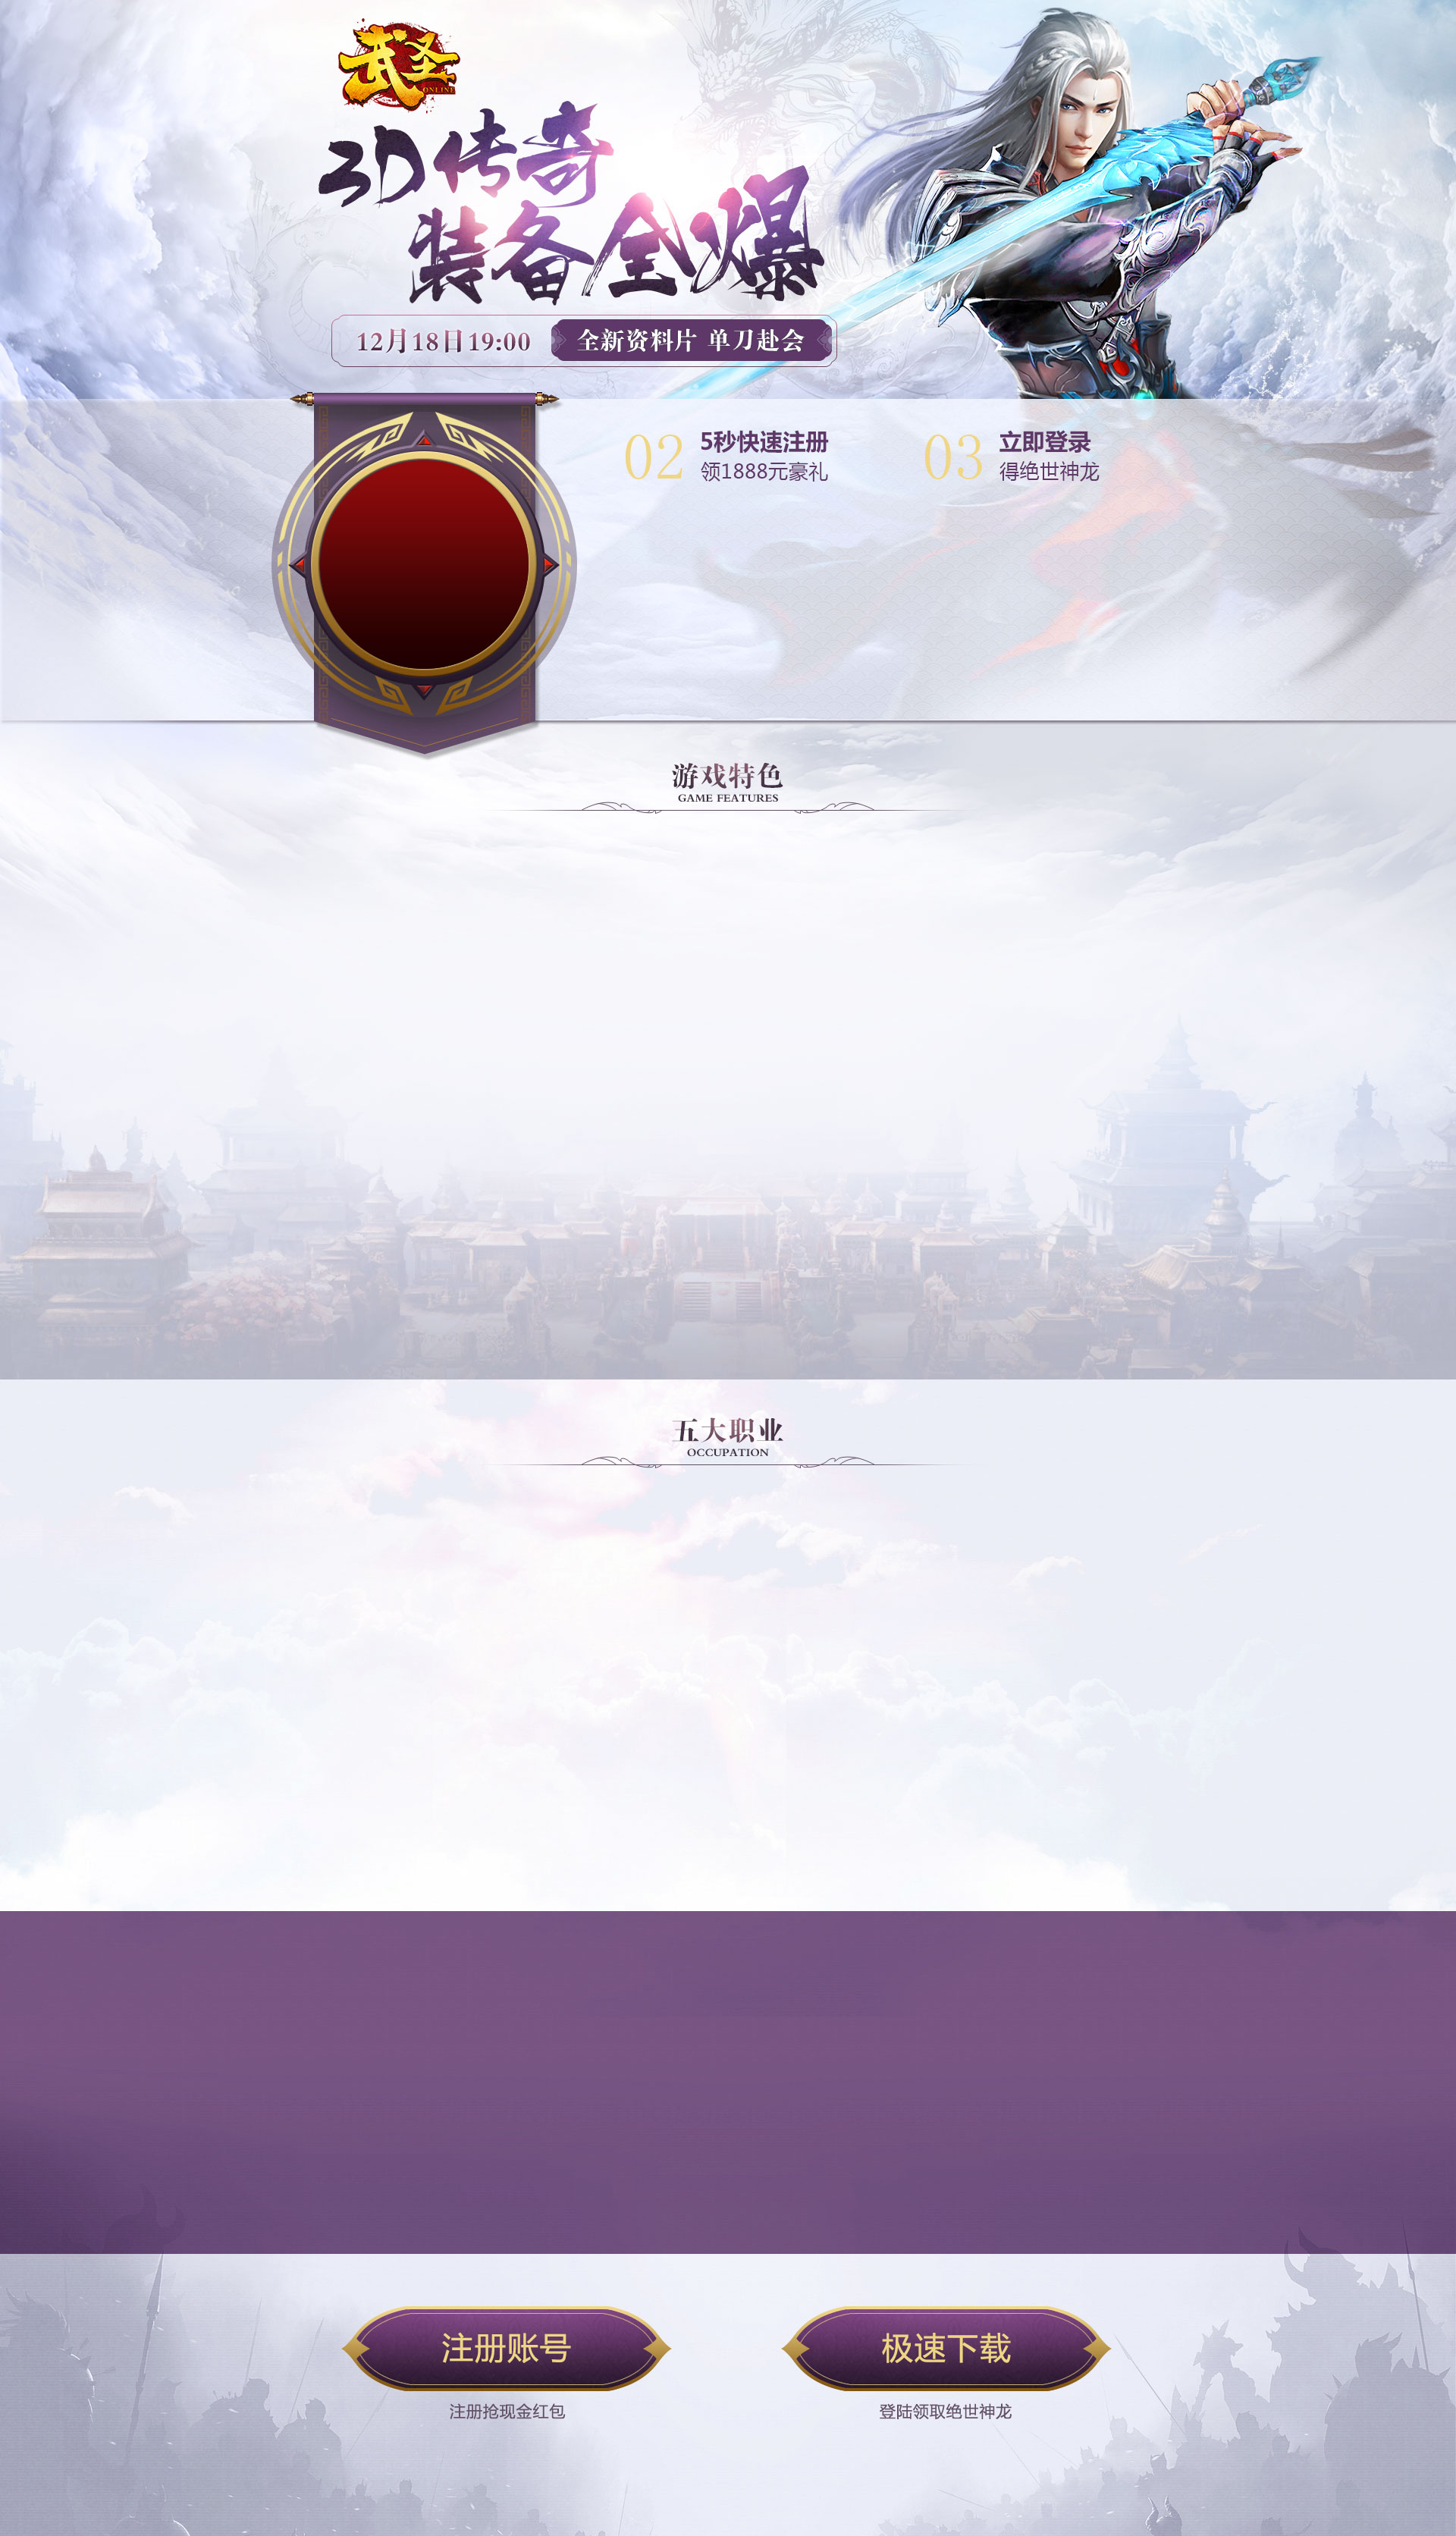 武圣
ONLINE
3D传奇
装备全爆
12月18日19:00 全新资料片 单刀赴会
02 5秒快速注册
领1888元豪礼
03 立即登录
得绝世神龙
游戏特色
GAME FEATURES
五大职业
OCCUPATION
注册账号
注册抢现金红包
极速下载
登陆领取绝世神龙